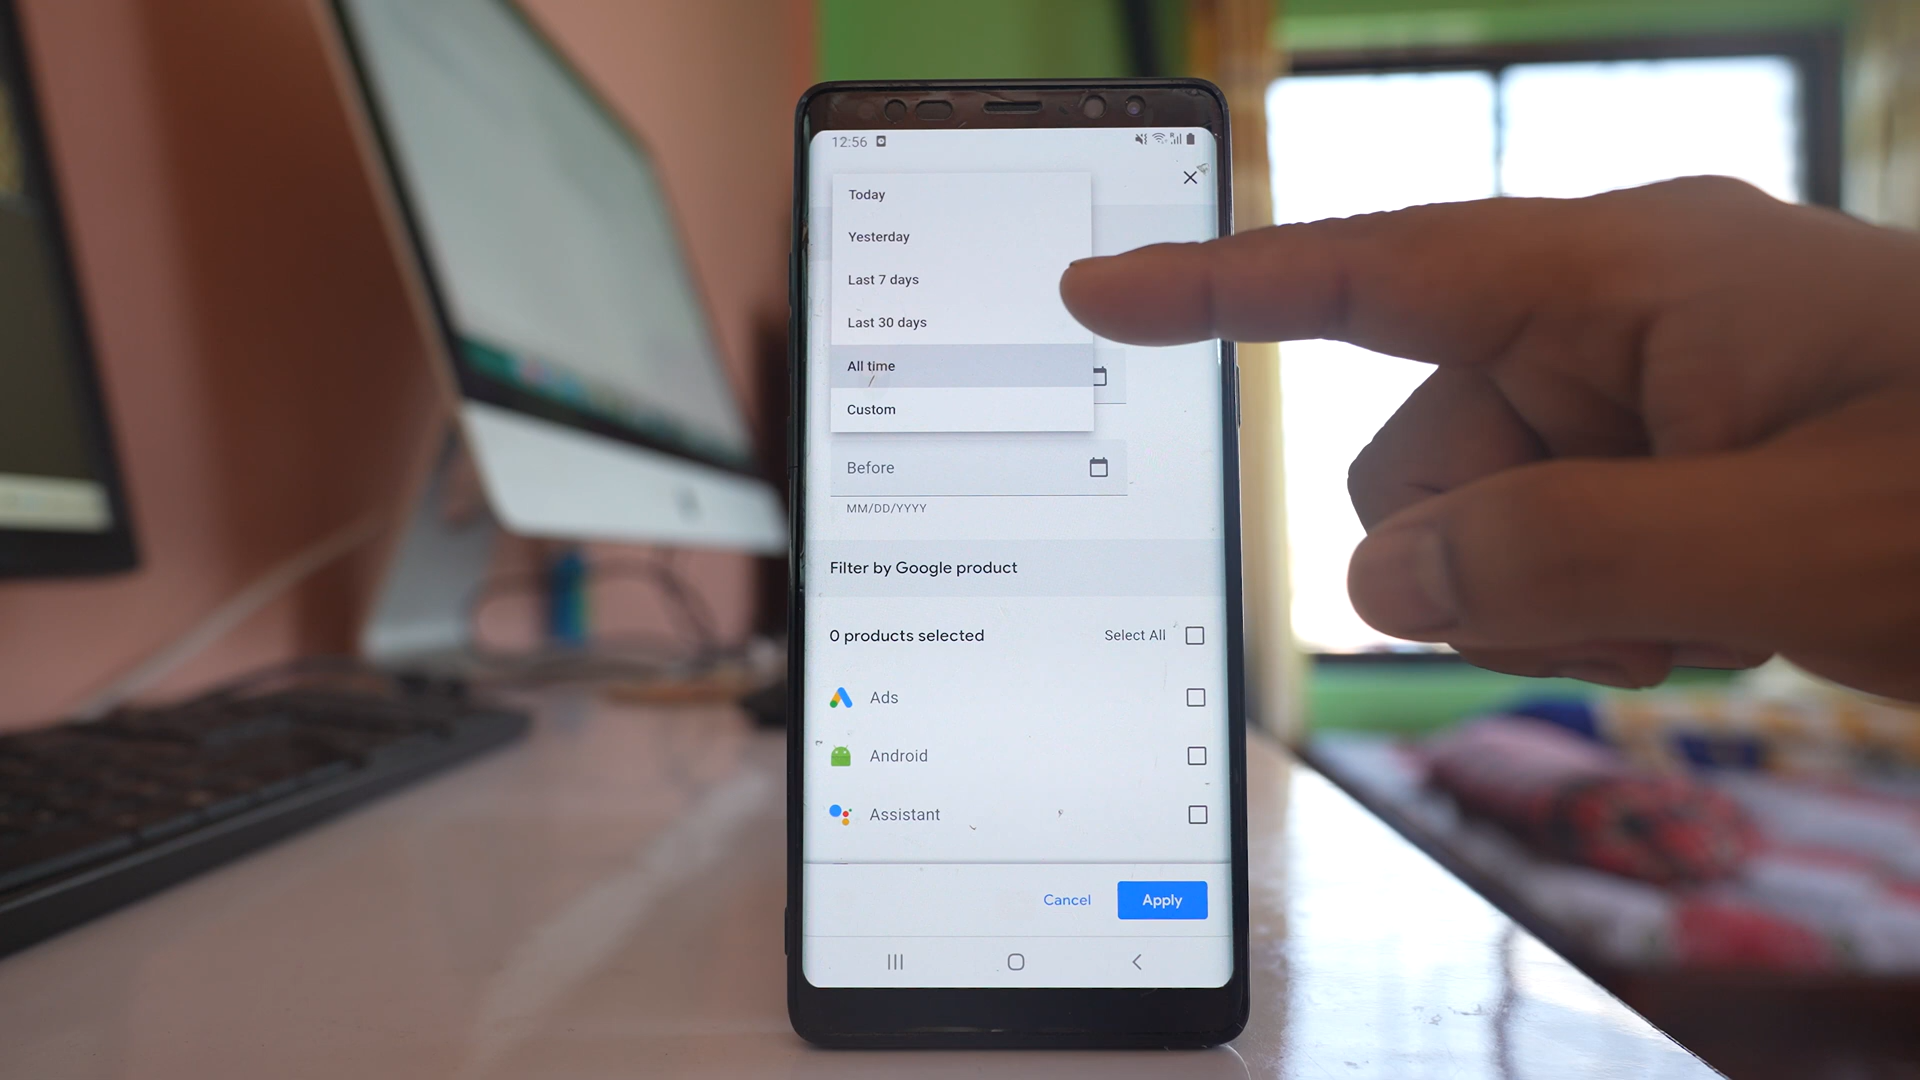 12:56
Today
Yesterday
Last 7 days
Last 30 days
All time
Custom
Before
MM/DD/YYYY
Filter by Google product
0 products selected
Select All
Ads
Android
Assistant
Cancel
Apply